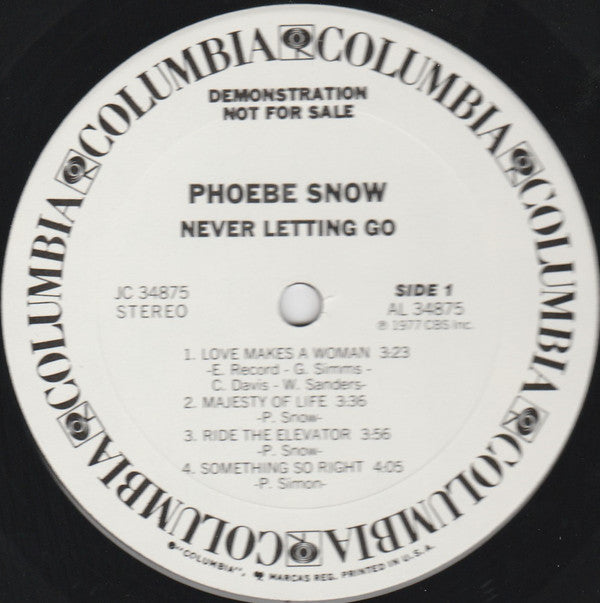 COLUMBIA COLUMBIA COLUMBIA COLUMBIA COLUMBIA COLUMBIA COLUMBIA COLUMBIA
DEMONSTRATION
NOT FOR SALE
PHOEBE SNOW
NEVER LETTING GO
JC 34875
STEREO
SIDE 1
AL 34875
℗ 1977 CBS Inc.
1. LOVE MAKES A WOMAN 3:23
-E. Record - G. Simms -
C. Davis - W. Sanders-
2. MAJESTY OF LIFE 3:36
-P. Snow-
3. RIDE THE ELEVATOR 3:56
-P. Snow-
4. SOMETHING SO RIGHT 4:05
-P. Simon-
"COLUMBIA", MARCAS REG. PRINTED IN U.S.A.